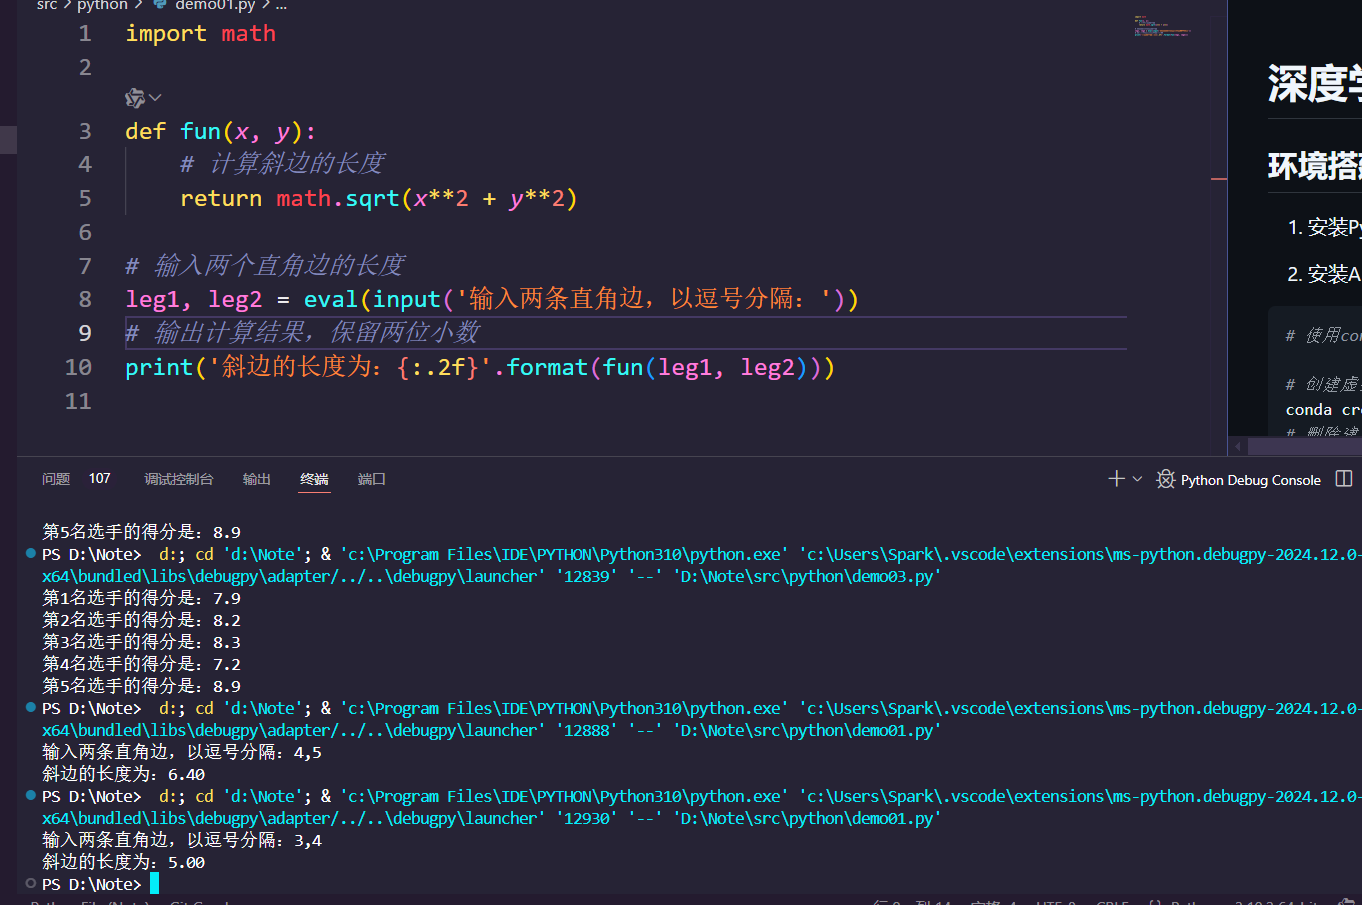 src > python > demo01.py > ...
1 import math
2
3 def fun(x, y):
4 # 计算斜边的长度
5 return math.sqrt(x**2 + y**2)
6
7 # 输入两个直角边的长度
8 leg1, leg2 = eval(input('输入两条直角边，以逗号分隔：'))
9 # 输出计算结果，保留两位小数
10 print('斜边的长度为：{:.2f}'.format(fun(leg1, leg2)))
11
深度学
环境搭建
1. 安装Py
2. 安装A
# 使用con
# 创建虚
conda cre
# 删除建
问题 107 调试控制台 输出 终端 端口
Python Debug Console
第5名选手的得分是：8.9
PS D:\Note> d:; cd 'd:\Note'; & 'c:\Program Files\IDE\PYTHON\Python310\python.exe' 'c:\Users\Spark\.vscode\extensions\ms-python.debugpy-2024.12.0-
x64\bundled\libs\debugpy\adapter/../..\debugpy\launcher' '12839' '--' 'D:\Note\src\python\demo03.py'
第1名选手的得分是：7.9
第2名选手的得分是：8.2
第3名选手的得分是：8.3
第4名选手的得分是：7.2
第5名选手的得分是：8.9
PS D:\Note> d:; cd 'd:\Note'; & 'c:\Program Files\IDE\PYTHON\Python310\python.exe' 'c:\Users\Spark\.vscode\extensions\ms-python.debugpy-2024.12.0-
x64\bundled\libs\debugpy\adapter/../..\debugpy\launcher' '12888' '--' 'D:\Note\src\python\demo01.py'
输入两条直角边，以逗号分隔：4,5
斜边的长度为：6.40
PS D:\Note> d:; cd 'd:\Note'; & 'c:\Program Files\IDE\PYTHON\Python310\python.exe' 'c:\Users\Spark\.vscode\extensions\ms-python.debugpy-2024.12.0-
x64\bundled\libs\debugpy\adapter/../..\debugpy\launcher' '12930' '--' 'D:\Note\src\python\demo01.py'
输入两条直角边，以逗号分隔：3,4
斜边的长度为：5.00
PS D:\Note>